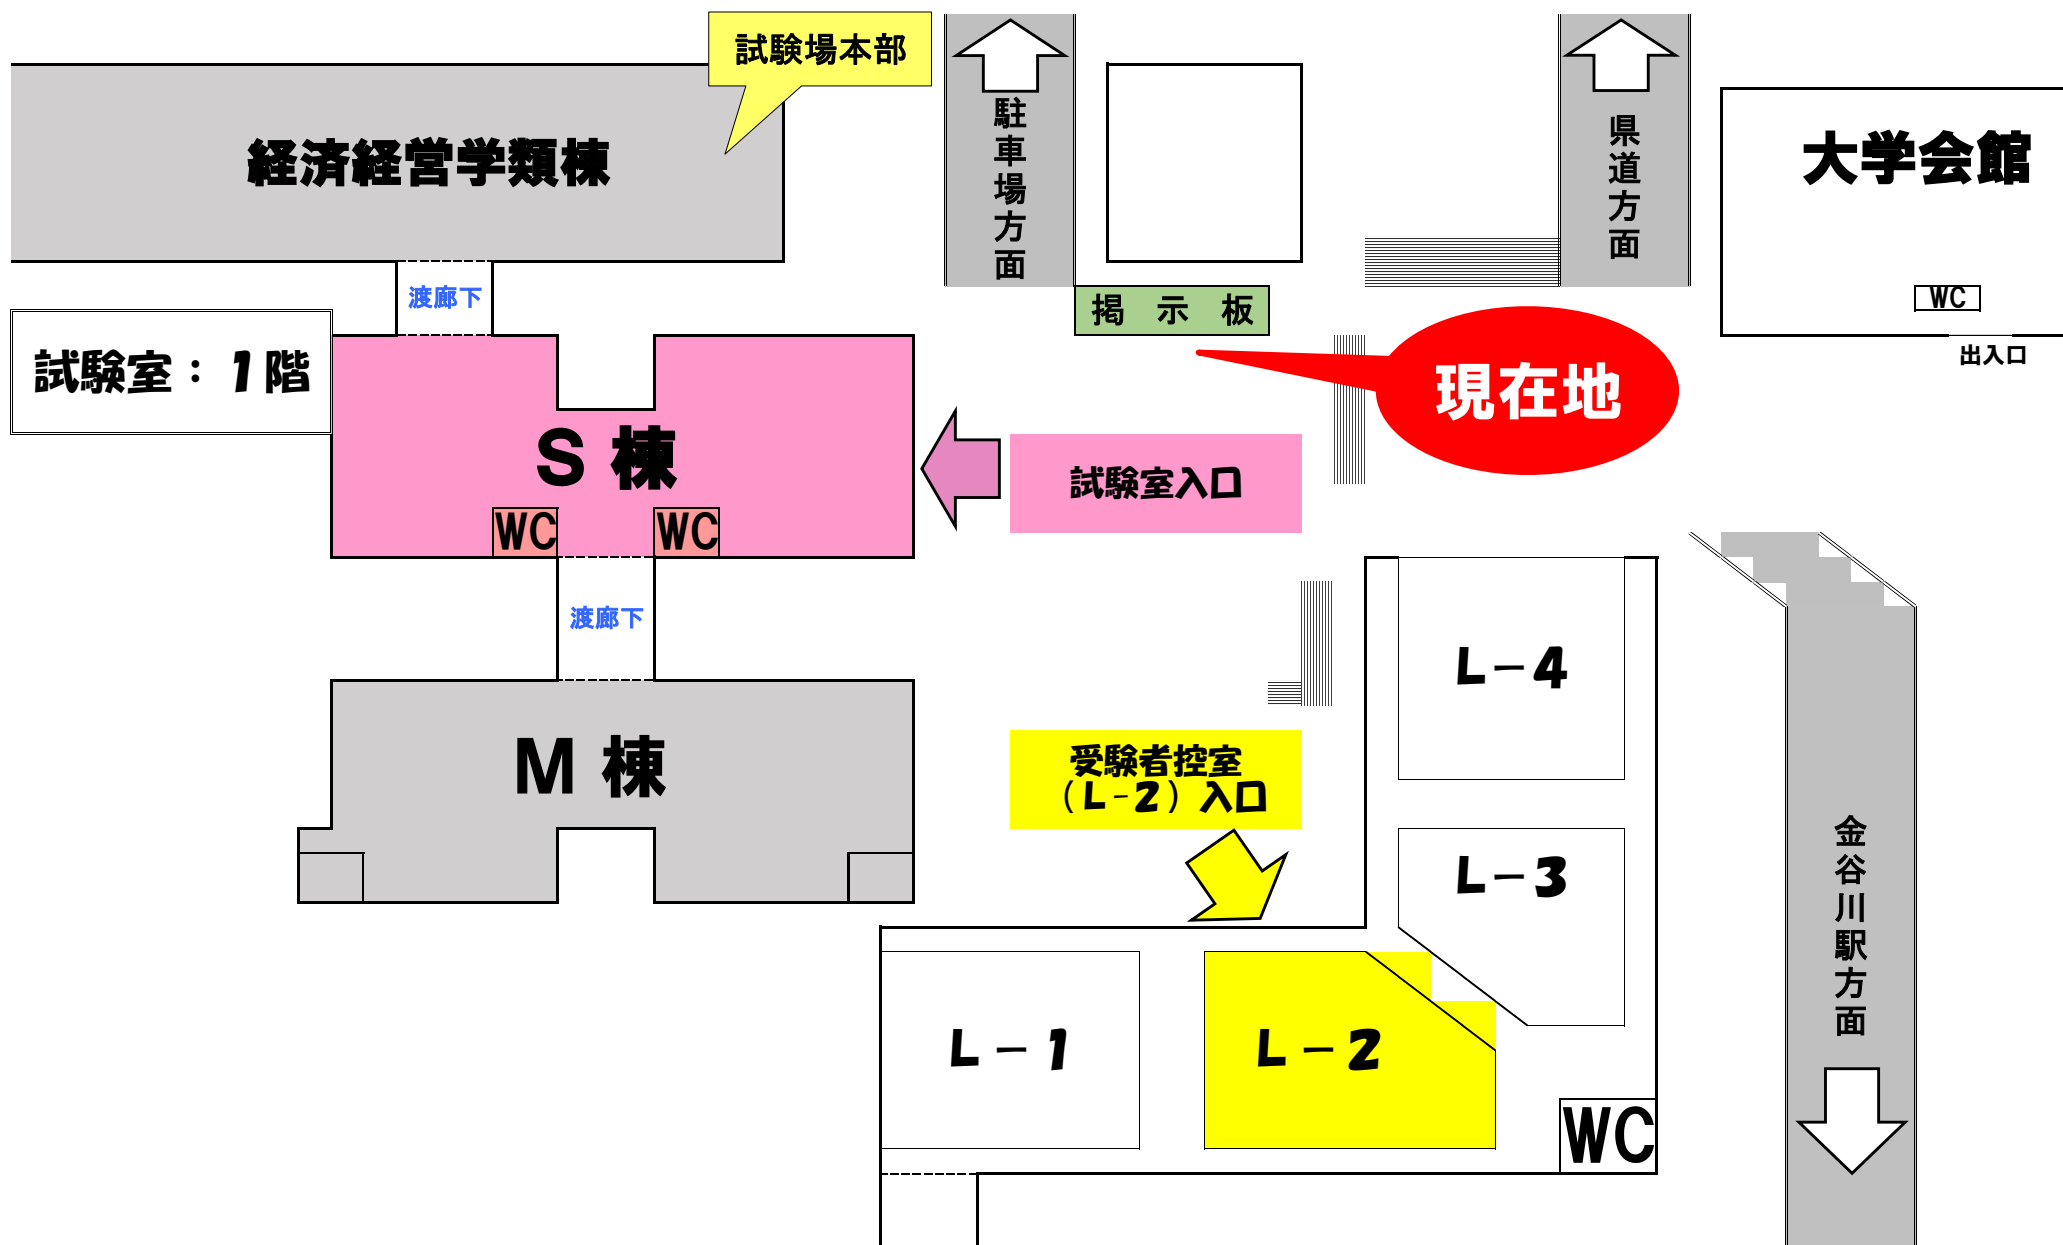 試験場本部
経済経営学類棟
駐車場方面
県道方面
大学会館
WC
出入口
渡廊下
掲 示 板
試験室：1階
現在地
S 棟
試験室入口
WC
WC
渡廊下
M 棟
L－4
受験者控室
（L-2）入口
L－3
金谷川駅方面
L－1
L－2
WC